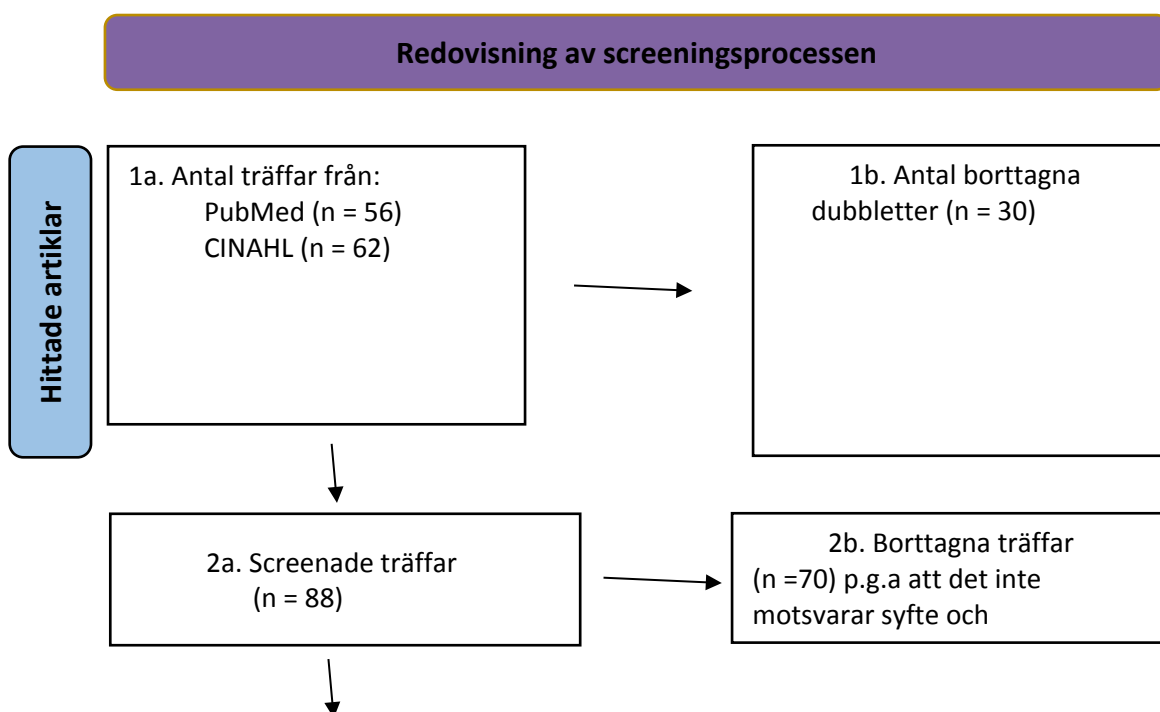 Redovisning av screeningsprocessen
Hittade artiklar
1a. Antal träffar från:
PubMed (n = 56)
CINAHL (n = 62)
1b. Antal borttagna
dubbletter (n = 30)
2a. Screenade träffar
(n = 88)
2b. Borttagna träffar
(n =70) p.g.a att det inte
motsvarar syfte och